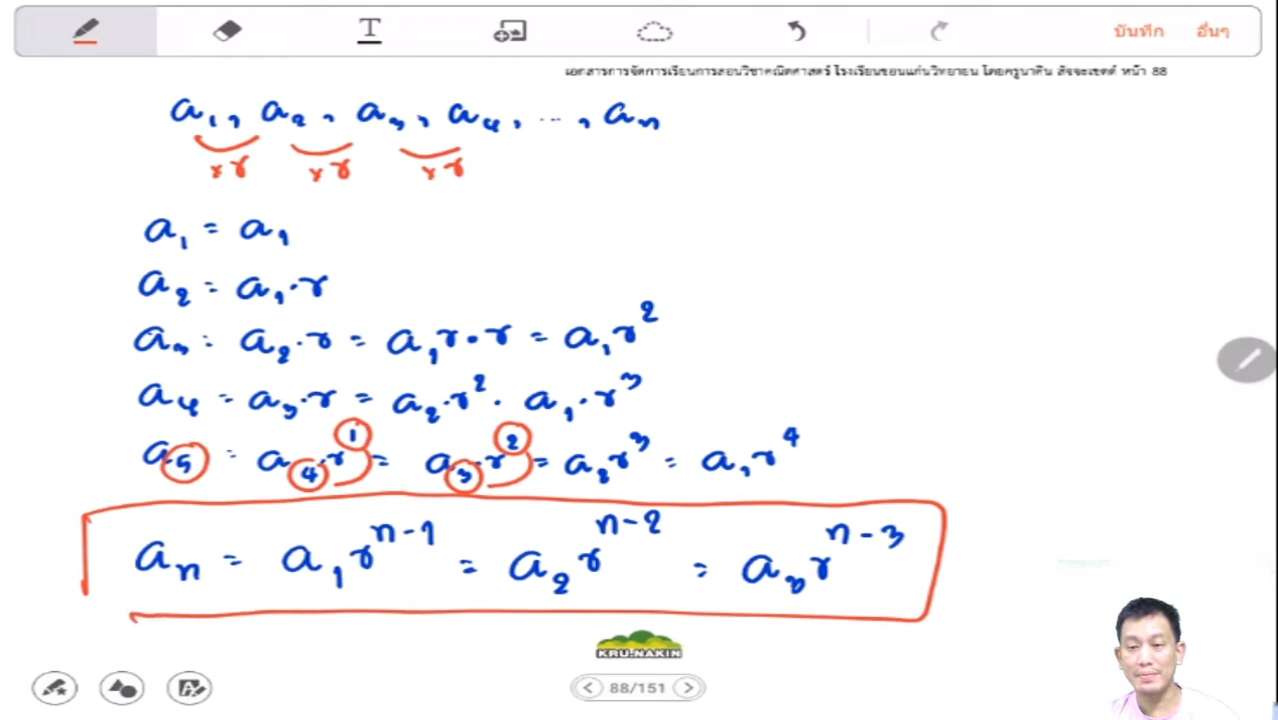 T บันทึก อื่นๆ
เอกสารการจัดการเรียนการสอนวิชาคณิตศาสตร์ โรงเรียนขอนแก่นวิทยายน โดยครูนาคิน สัจจะเขตต์ หน้า 88
a₁, a₂, a₃, a₄, ..., aₙ
×r ×r ×r
a₁ = a₁
a₂ = a₁·r
a₃ = a₂·r = a₁r·r = a₁r²
a₄ = a₃·r = a₂·r² = a₁·r³
a₅ = a₄·r¹ = a₃·r² = a₂r³ = a₁r⁴
aₙ = a₁rⁿ⁻¹ = a₂rⁿ⁻² = a₃rⁿ⁻³
KRU.NAKIN
88/151